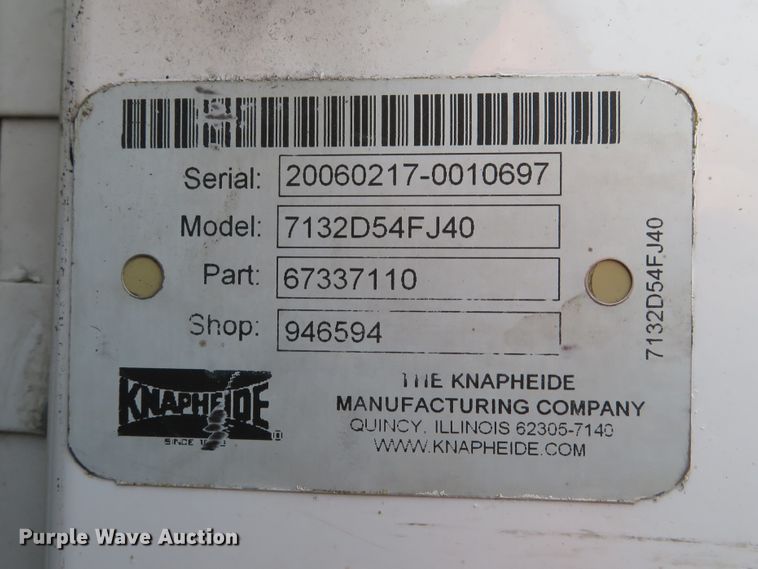 Serial: 20060217-0010697
Model: 7132D54FJ40
Part: 67337110
Shop: 946594
7132D54FJ40
KNAPHEIDE
SINCE
THE KNAPHEIDE
MANUFACTURING COMPANY
QUINCY, ILLINOIS 62305-7140
WWW.KNAPHEIDE.COM
Purple Wave Auction